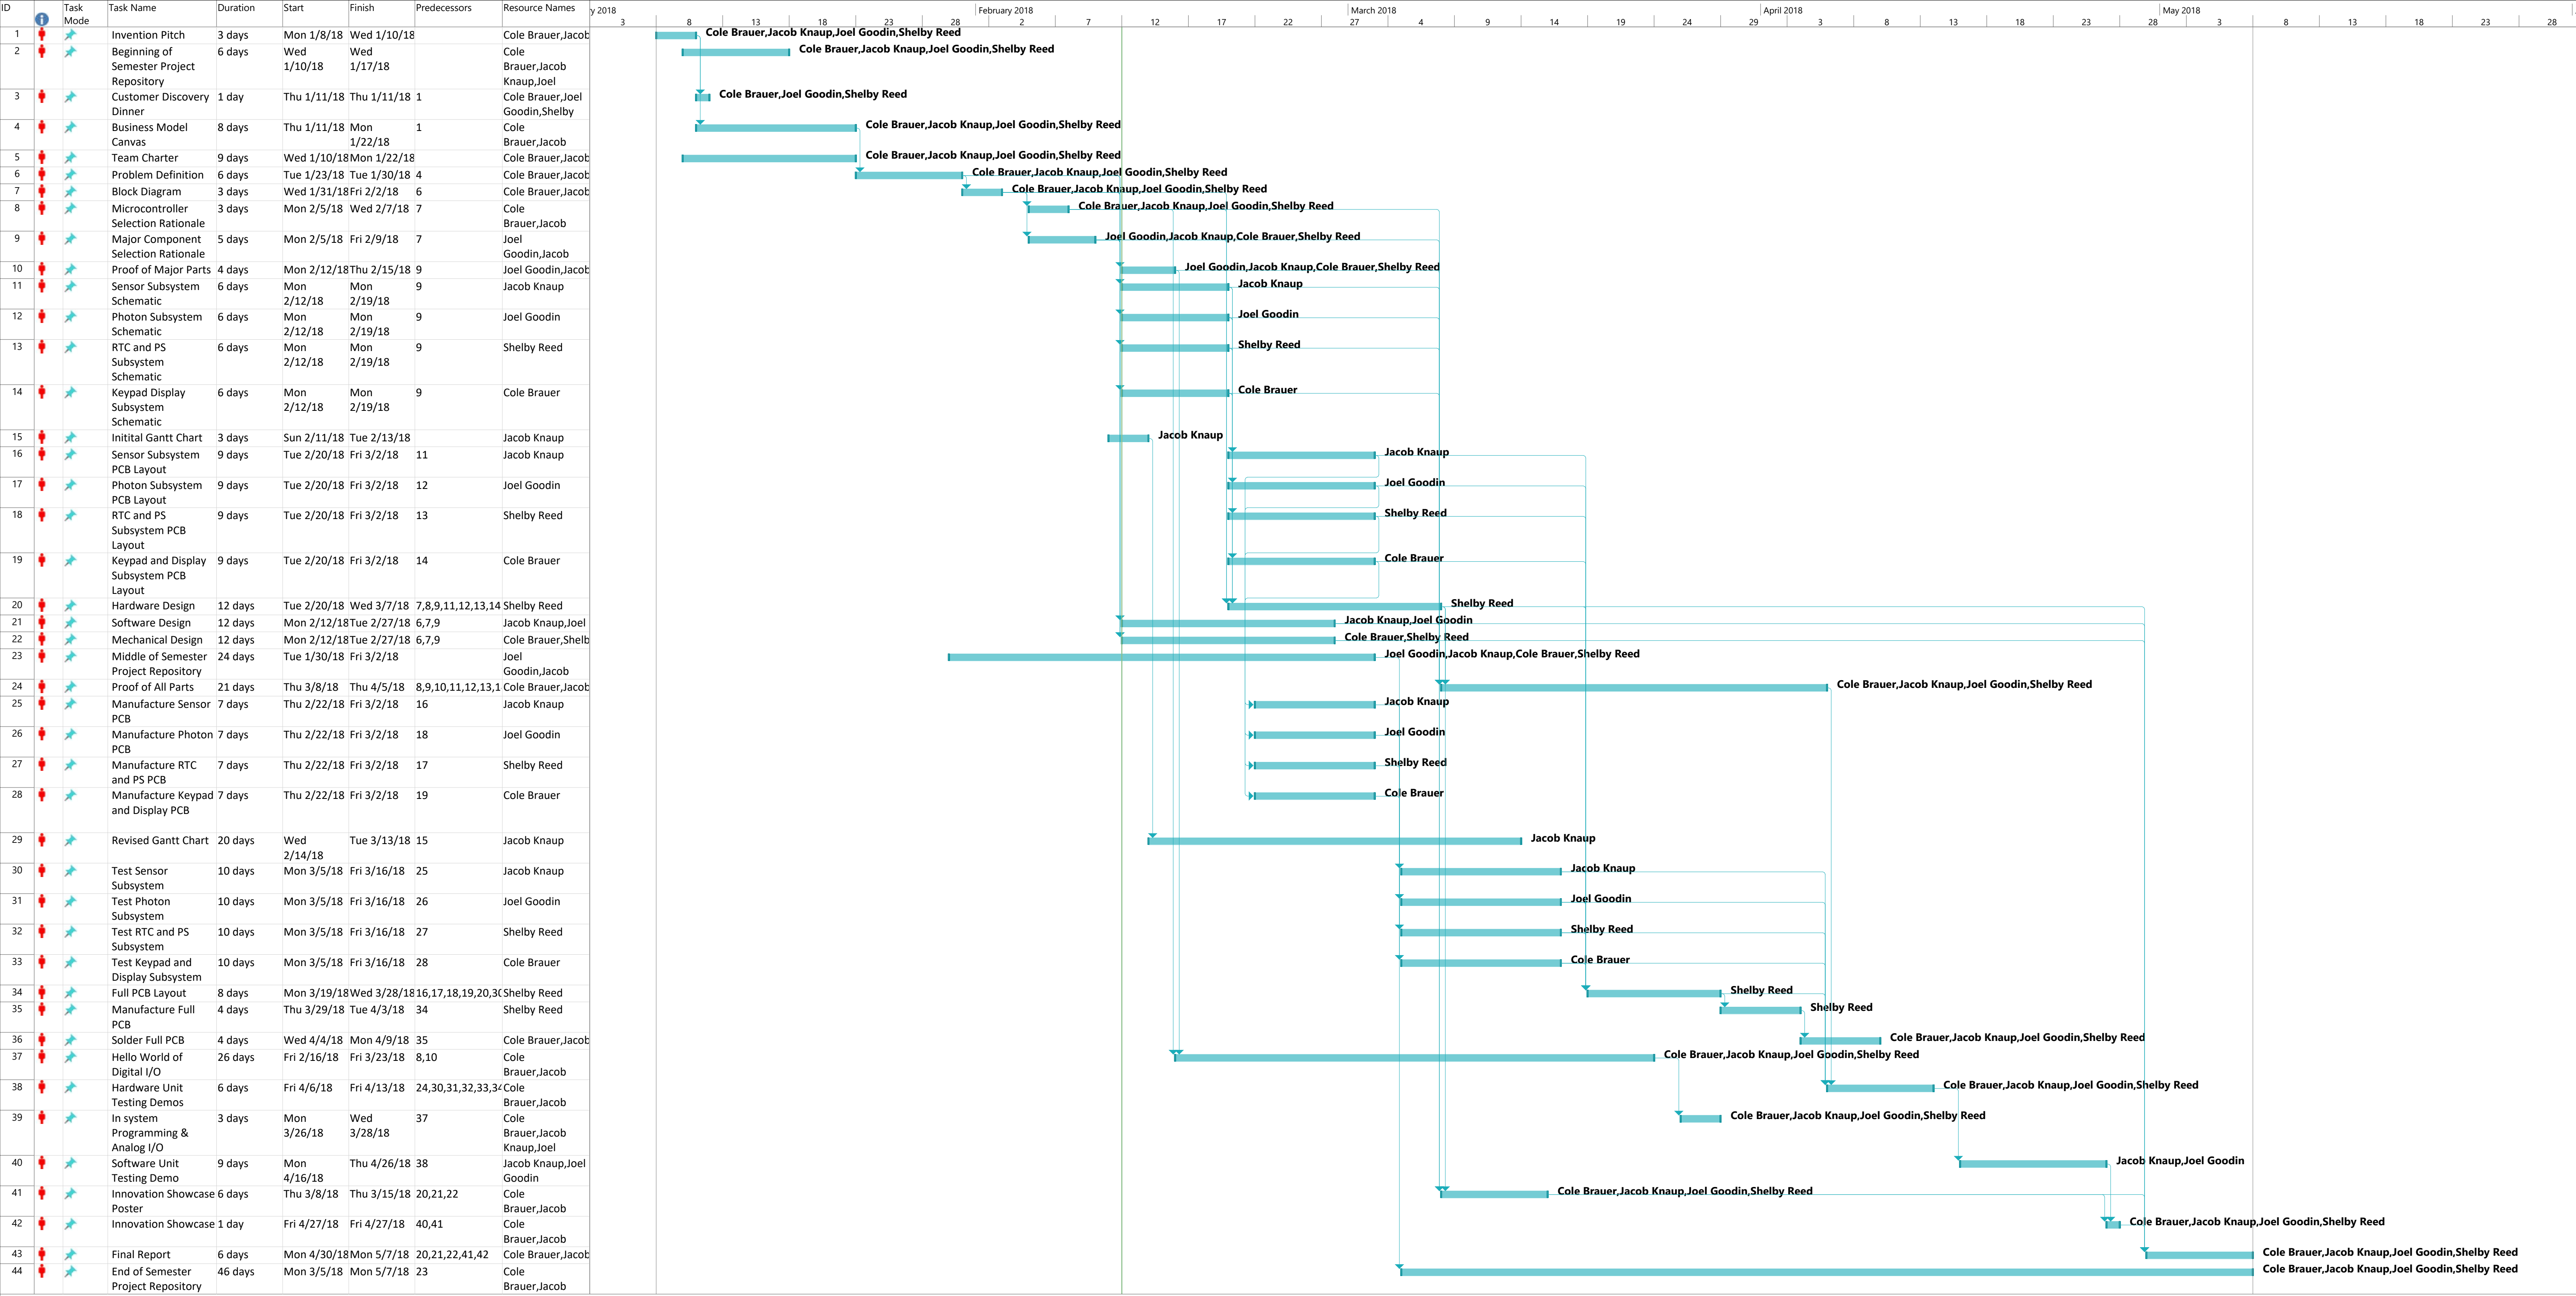 ID Task Mode Task Name Duration Start Finish Predecessors Resource Names
y 2018 February 2018 March 2018 April 2018 May 2018
3 8 13 18 23 28 2 7 12 17 22 27 4 9 14 19 24 29 3 8 13 18 23 28 3 8 13 18 23 28
1 Invention Pitch 3 days Mon 1/8/18 Wed 1/10/18 Cole Brauer,Jacob Cole Brauer,Jacob Knaup,Joel Goodin,Shelby Reed
2 Beginning of Semester Project Repository 6 days Wed 1/10/18 Wed 1/17/18 Cole Brauer,Jacob Knaup,Joel Cole Brauer,Jacob Knaup,Joel Goodin,Shelby Reed
3 Customer Discovery Dinner 1 day Thu 1/11/18 Thu 1/11/18 1 Cole Brauer,Joel Goodin,Shelby Cole Brauer,Joel Goodin,Shelby Reed
4 Business Model Canvas 8 days Thu 1/11/18 Mon 1/22/18 1 Cole Brauer,Jacob Cole Brauer,Jacob Knaup,Joel Goodin,Shelby Reed
5 Team Charter 9 days Wed 1/10/18 Mon 1/22/18 Cole Brauer,Jacob Cole Brauer,Jacob Knaup,Joel Goodin,Shelby Reed
6 Problem Definition 6 days Tue 1/23/18 Tue 1/30/18 4 Cole Brauer,Jacob Cole Brauer,Jacob Knaup,Joel Goodin,Shelby Reed
7 Block Diagram 3 days Wed 1/31/18 Fri 2/2/18 6 Cole Brauer,Jacob Cole Brauer,Jacob Knaup,Joel Goodin,Shelby Reed
8 Microcontroller Selection Rationale 3 days Mon 2/5/18 Wed 2/7/18 7 Cole Brauer,Jacob Cole Brauer,Jacob Knaup,Joel Goodin,Shelby Reed
9 Major Component Selection Rationale 5 days Mon 2/5/18 Fri 2/9/18 7 Joel Goodin,Jacob Joel Goodin,Jacob Knaup,Cole Brauer,Shelby Reed
10 Proof of Major Parts 4 days Mon 2/12/18 Thu 2/15/18 9 Joel Goodin,Jacob Joel Goodin,Jacob Knaup,Cole Brauer,Shelby Reed
11 Sensor Subsystem Schematic 6 days Mon 2/12/18 Mon 2/19/18 9 Jacob Knaup Jacob Knaup
12 Photon Subsystem Schematic 6 days Mon 2/12/18 Mon 2/19/18 9 Joel Goodin Joel Goodin
13 RTC and PS Subsystem Schematic 6 days Mon 2/12/18 Mon 2/19/18 9 Shelby Reed Shelby Reed
14 Keypad Display Subsystem Schematic 6 days Mon 2/12/18 Mon 2/19/18 9 Cole Brauer Cole Brauer
15 Initital Gantt Chart 3 days Sun 2/11/18 Tue 2/13/18 Jacob Knaup Jacob Knaup
16 Sensor Subsystem PCB Layout 9 days Tue 2/20/18 Fri 3/2/18 11 Jacob Knaup Jacob Knaup
17 Photon Subsystem PCB Layout 9 days Tue 2/20/18 Fri 3/2/18 12 Joel Goodin Joel Goodin
18 RTC and PS Subsystem PCB Layout 9 days Tue 2/20/18 Fri 3/2/18 13 Shelby Reed Shelby Reed
19 Keypad and Display Subsystem PCB Layout 9 days Tue 2/20/18 Fri 3/2/18 14 Cole Brauer Cole Brauer
20 Hardware Design 12 days Tue 2/20/18 Wed 3/7/18 7,8,9,11,12,13,14 Shelby Reed Shelby Reed
21 Software Design 12 days Mon 2/12/18 Tue 2/27/18 6,7,9 Jacob Knaup,Joel Jacob Knaup,Joel Goodin
22 Mechanical Design 12 days Mon 2/12/18 Tue 2/27/18 6,7,9 Cole Brauer,Shelb Cole Brauer,Shelby Reed
23 Middle of Semester Project Repository 24 days Tue 1/30/18 Fri 3/2/18 Joel Goodin,Jacob Joel Goodin,Jacob Knaup,Cole Brauer,Shelby Reed
24 Proof of All Parts 21 days Thu 3/8/18 Thu 4/5/18 8,9,10,11,12,13,1 Cole Brauer,Jacob Cole Brauer,Jacob Knaup,Joel Goodin,Shelby Reed
25 Manufacture Sensor PCB 7 days Thu 2/22/18 Fri 3/2/18 16 Jacob Knaup Jacob Knaup
26 Manufacture Photon PCB 7 days Thu 2/22/18 Fri 3/2/18 18 Joel Goodin Joel Goodin
27 Manufacture RTC and PS PCB 7 days Thu 2/22/18 Fri 3/2/18 17 Shelby Reed Shelby Reed
28 Manufacture Keypad and Display PCB 7 days Thu 2/22/18 Fri 3/2/18 19 Cole Brauer Cole Brauer
29 Revised Gantt Chart 20 days Wed 2/14/18 Tue 3/13/18 15 Jacob Knaup Jacob Knaup
30 Test Sensor Subsystem 10 days Mon 3/5/18 Fri 3/16/18 25 Jacob Knaup Jacob Knaup
31 Test Photon Subsystem 10 days Mon 3/5/18 Fri 3/16/18 26 Joel Goodin Joel Goodin
32 Test RTC and PS Subsystem 10 days Mon 3/5/18 Fri 3/16/18 27 Shelby Reed Shelby Reed
33 Test Keypad and Display Subsystem 10 days Mon 3/5/18 Fri 3/16/18 28 Cole Brauer Cole Brauer
34 Full PCB Layout 8 days Mon 3/19/18 Wed 3/28/18 16,17,18,19,20,30 Shelby Reed Shelby Reed
35 Manufacture Full PCB 4 days Thu 3/29/18 Tue 4/3/18 34 Shelby Reed Shelby Reed
36 Solder Full PCB 4 days Wed 4/4/18 Mon 4/9/18 35 Cole Brauer,Jacob Cole Brauer,Jacob Knaup,Joel Goodin,Shelby Reed
37 Hello World of Digital I/O 26 days Fri 2/16/18 Fri 3/23/18 8,10 Cole Brauer,Jacob Cole Brauer,Jacob Knaup,Joel Goodin,Shelby Reed
38 Hardware Unit Testing Demos 6 days Fri 4/6/18 Fri 4/13/18 24,30,31,32,33,34 Cole Brauer,Jacob Cole Brauer,Jacob Knaup,Joel Goodin,Shelby Reed
39 In system Programming & Analog I/O 3 days Mon 3/26/18 Wed 3/28/18 37 Cole Brauer,Jacob Knaup,Joel Cole Brauer,Jacob Knaup,Joel Goodin,Shelby Reed
40 Software Unit Testing Demo 9 days Mon 4/16/18 Thu 4/26/18 38 Jacob Knaup,Joel Goodin Jacob Knaup,Joel Goodin
41 Innovation Showcase Poster 6 days Thu 3/8/18 Thu 3/15/18 20,21,22 Cole Brauer,Jacob Cole Brauer,Jacob Knaup,Joel Goodin,Shelby Reed
42 Innovation Showcase 1 day Fri 4/27/18 Fri 4/27/18 40,41 Cole Brauer,Jacob Cole Brauer,Jacob Knaup,Joel Goodin,Shelby Reed
43 Final Report 6 days Mon 4/30/18 Mon 5/7/18 20,21,22,41,42 Cole Brauer,Jacob Cole Brauer,Jacob Knaup,Joel Goodin,Shelby Reed
44 End of Semester Project Repository 46 days Mon 3/5/18 Mon 5/7/18 23 Cole Brauer,Jacob Cole Brauer,Jacob Knaup,Joel Goodin,Shelby Reed